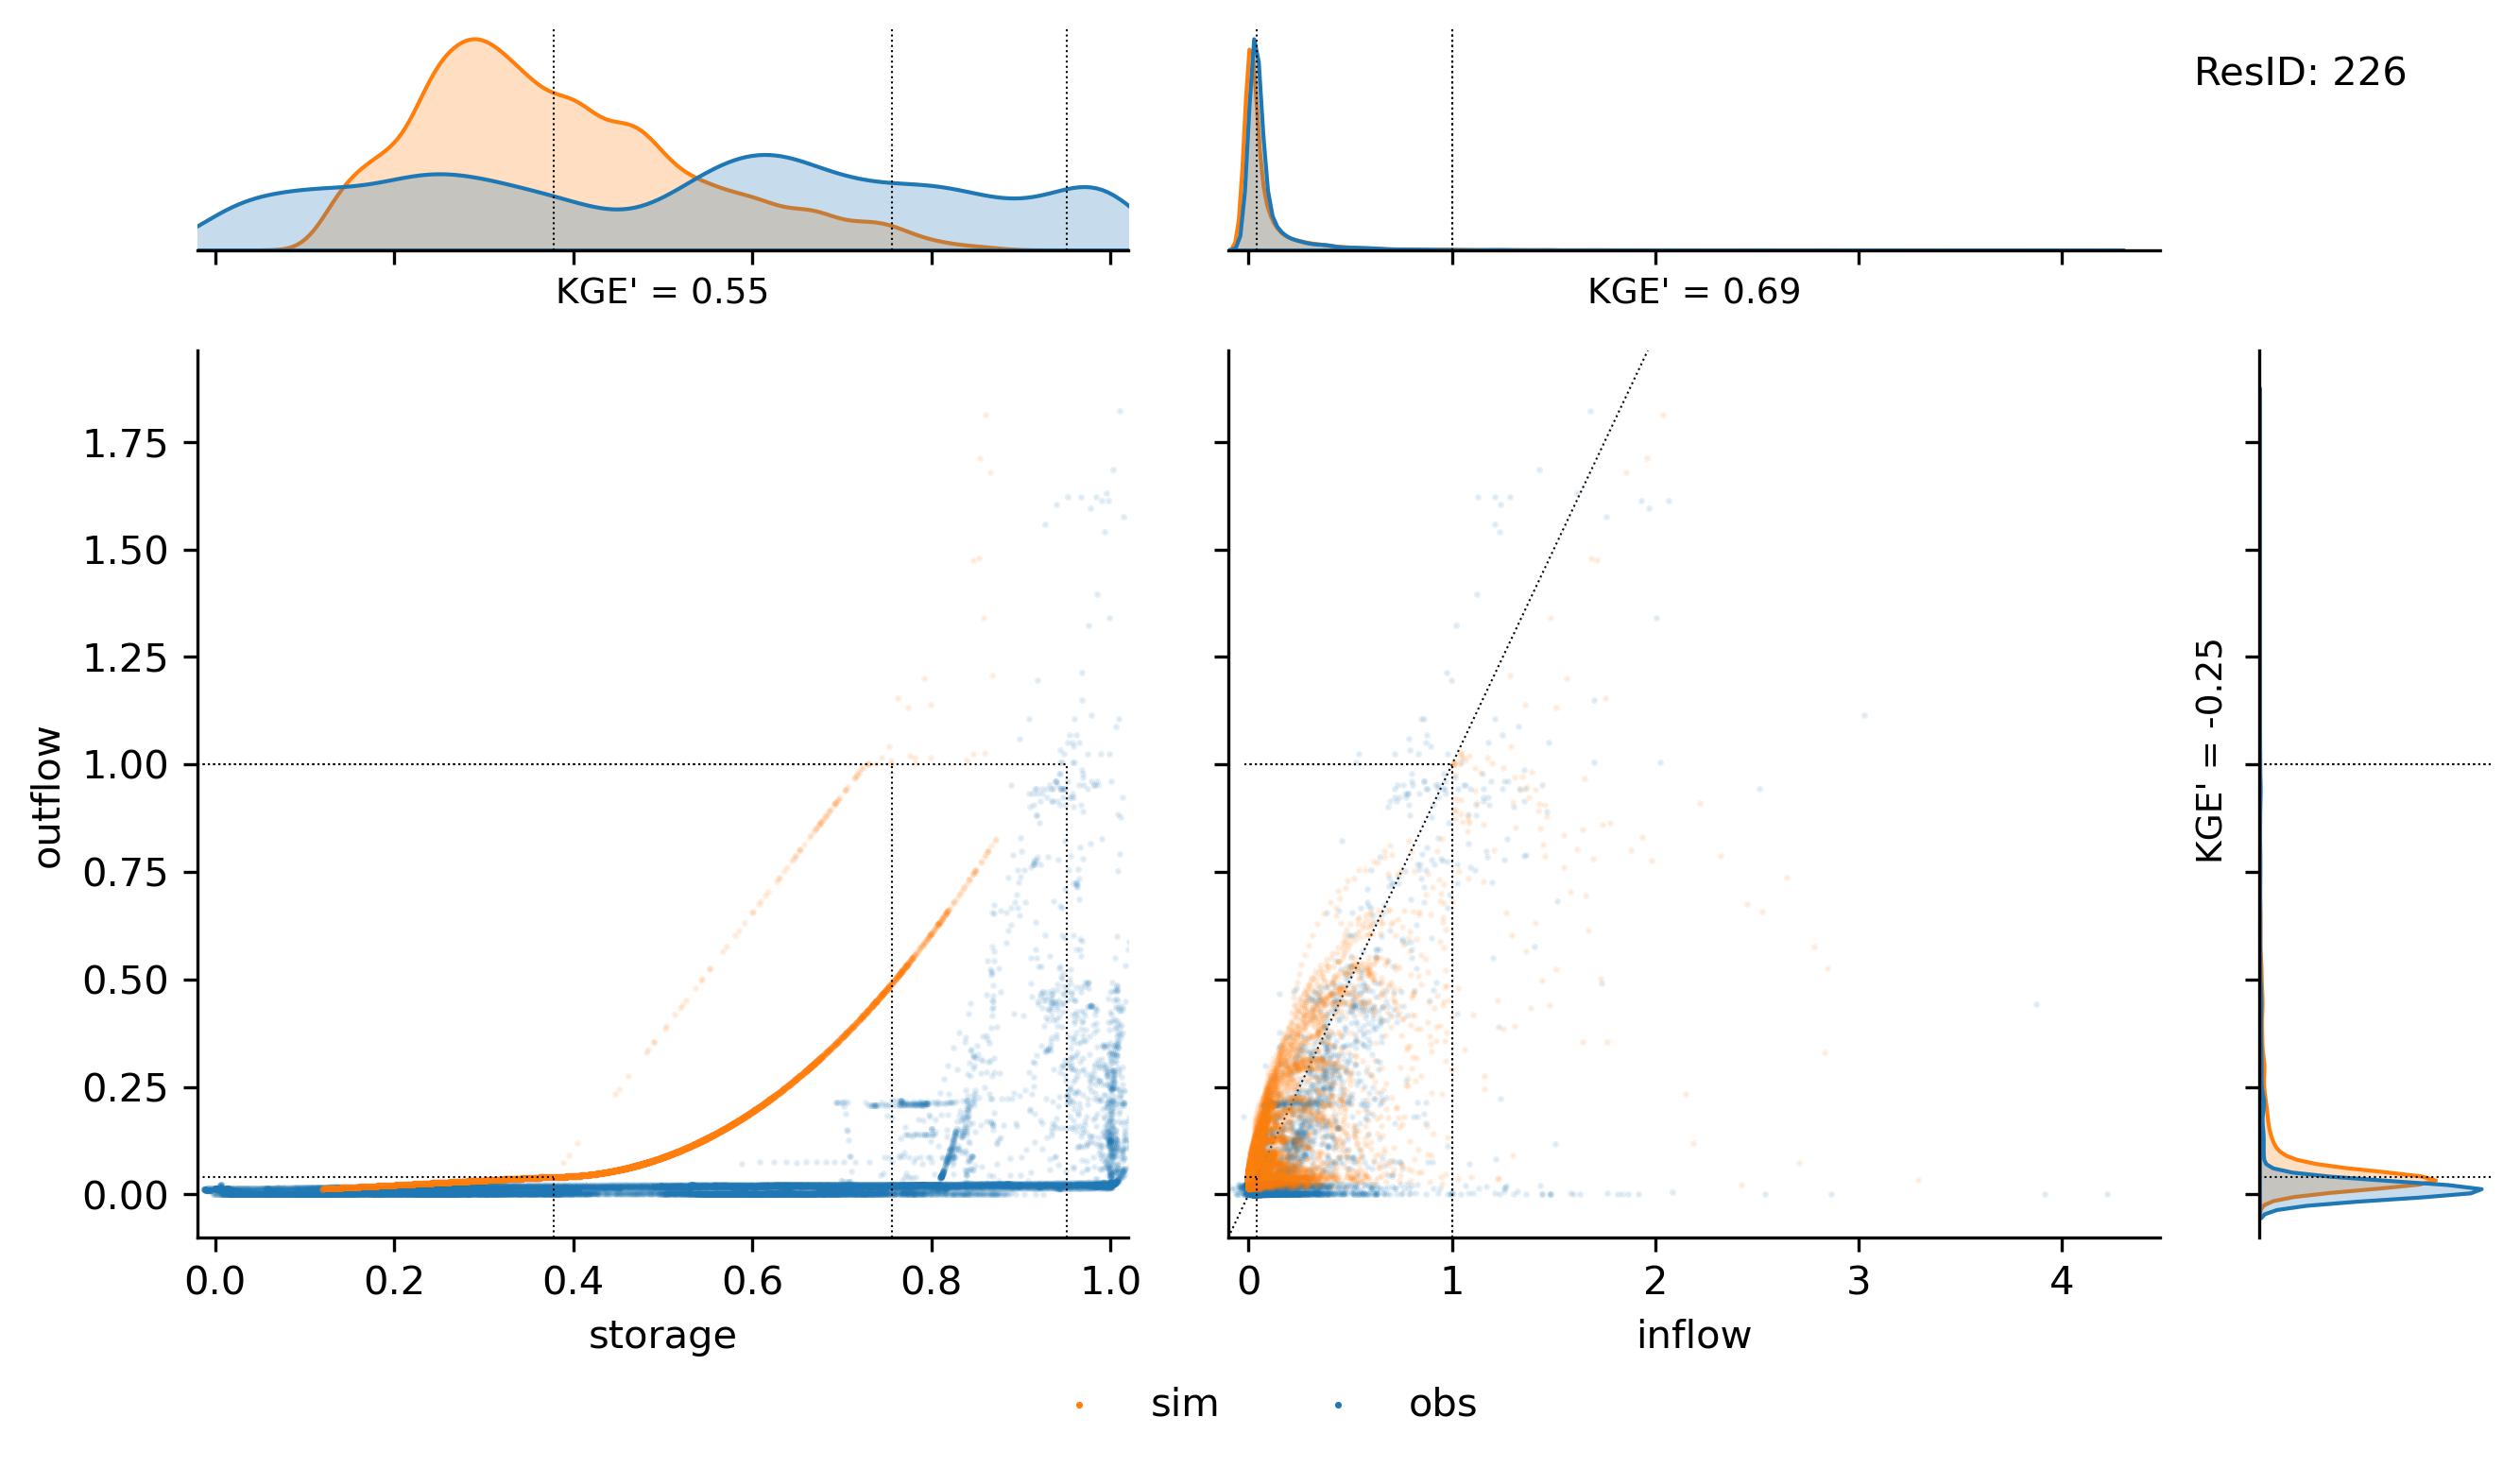 ResID: 226
KGE' = 0.55
KGE' = 0.69
outflow
1.75
1.50
1.25
1.00
0.75
0.50
0.25
0.00
KGE' = -0.25
0.0 0.2 0.4 0.6 0.8 1.0
0 1 2 3 4
storage
inflow
sim obs